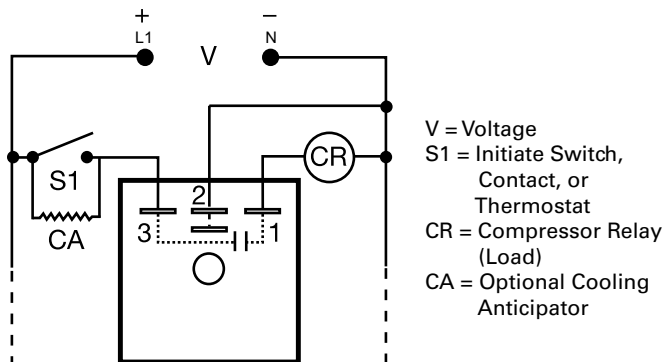 + −
L1 V N
S1
CA
CR
2
3 1
V = Voltage
S1 = Initiate Switch,
Contact, or
Thermostat
CR = Compressor Relay
(Load)
CA = Optional Cooling
Anticipator